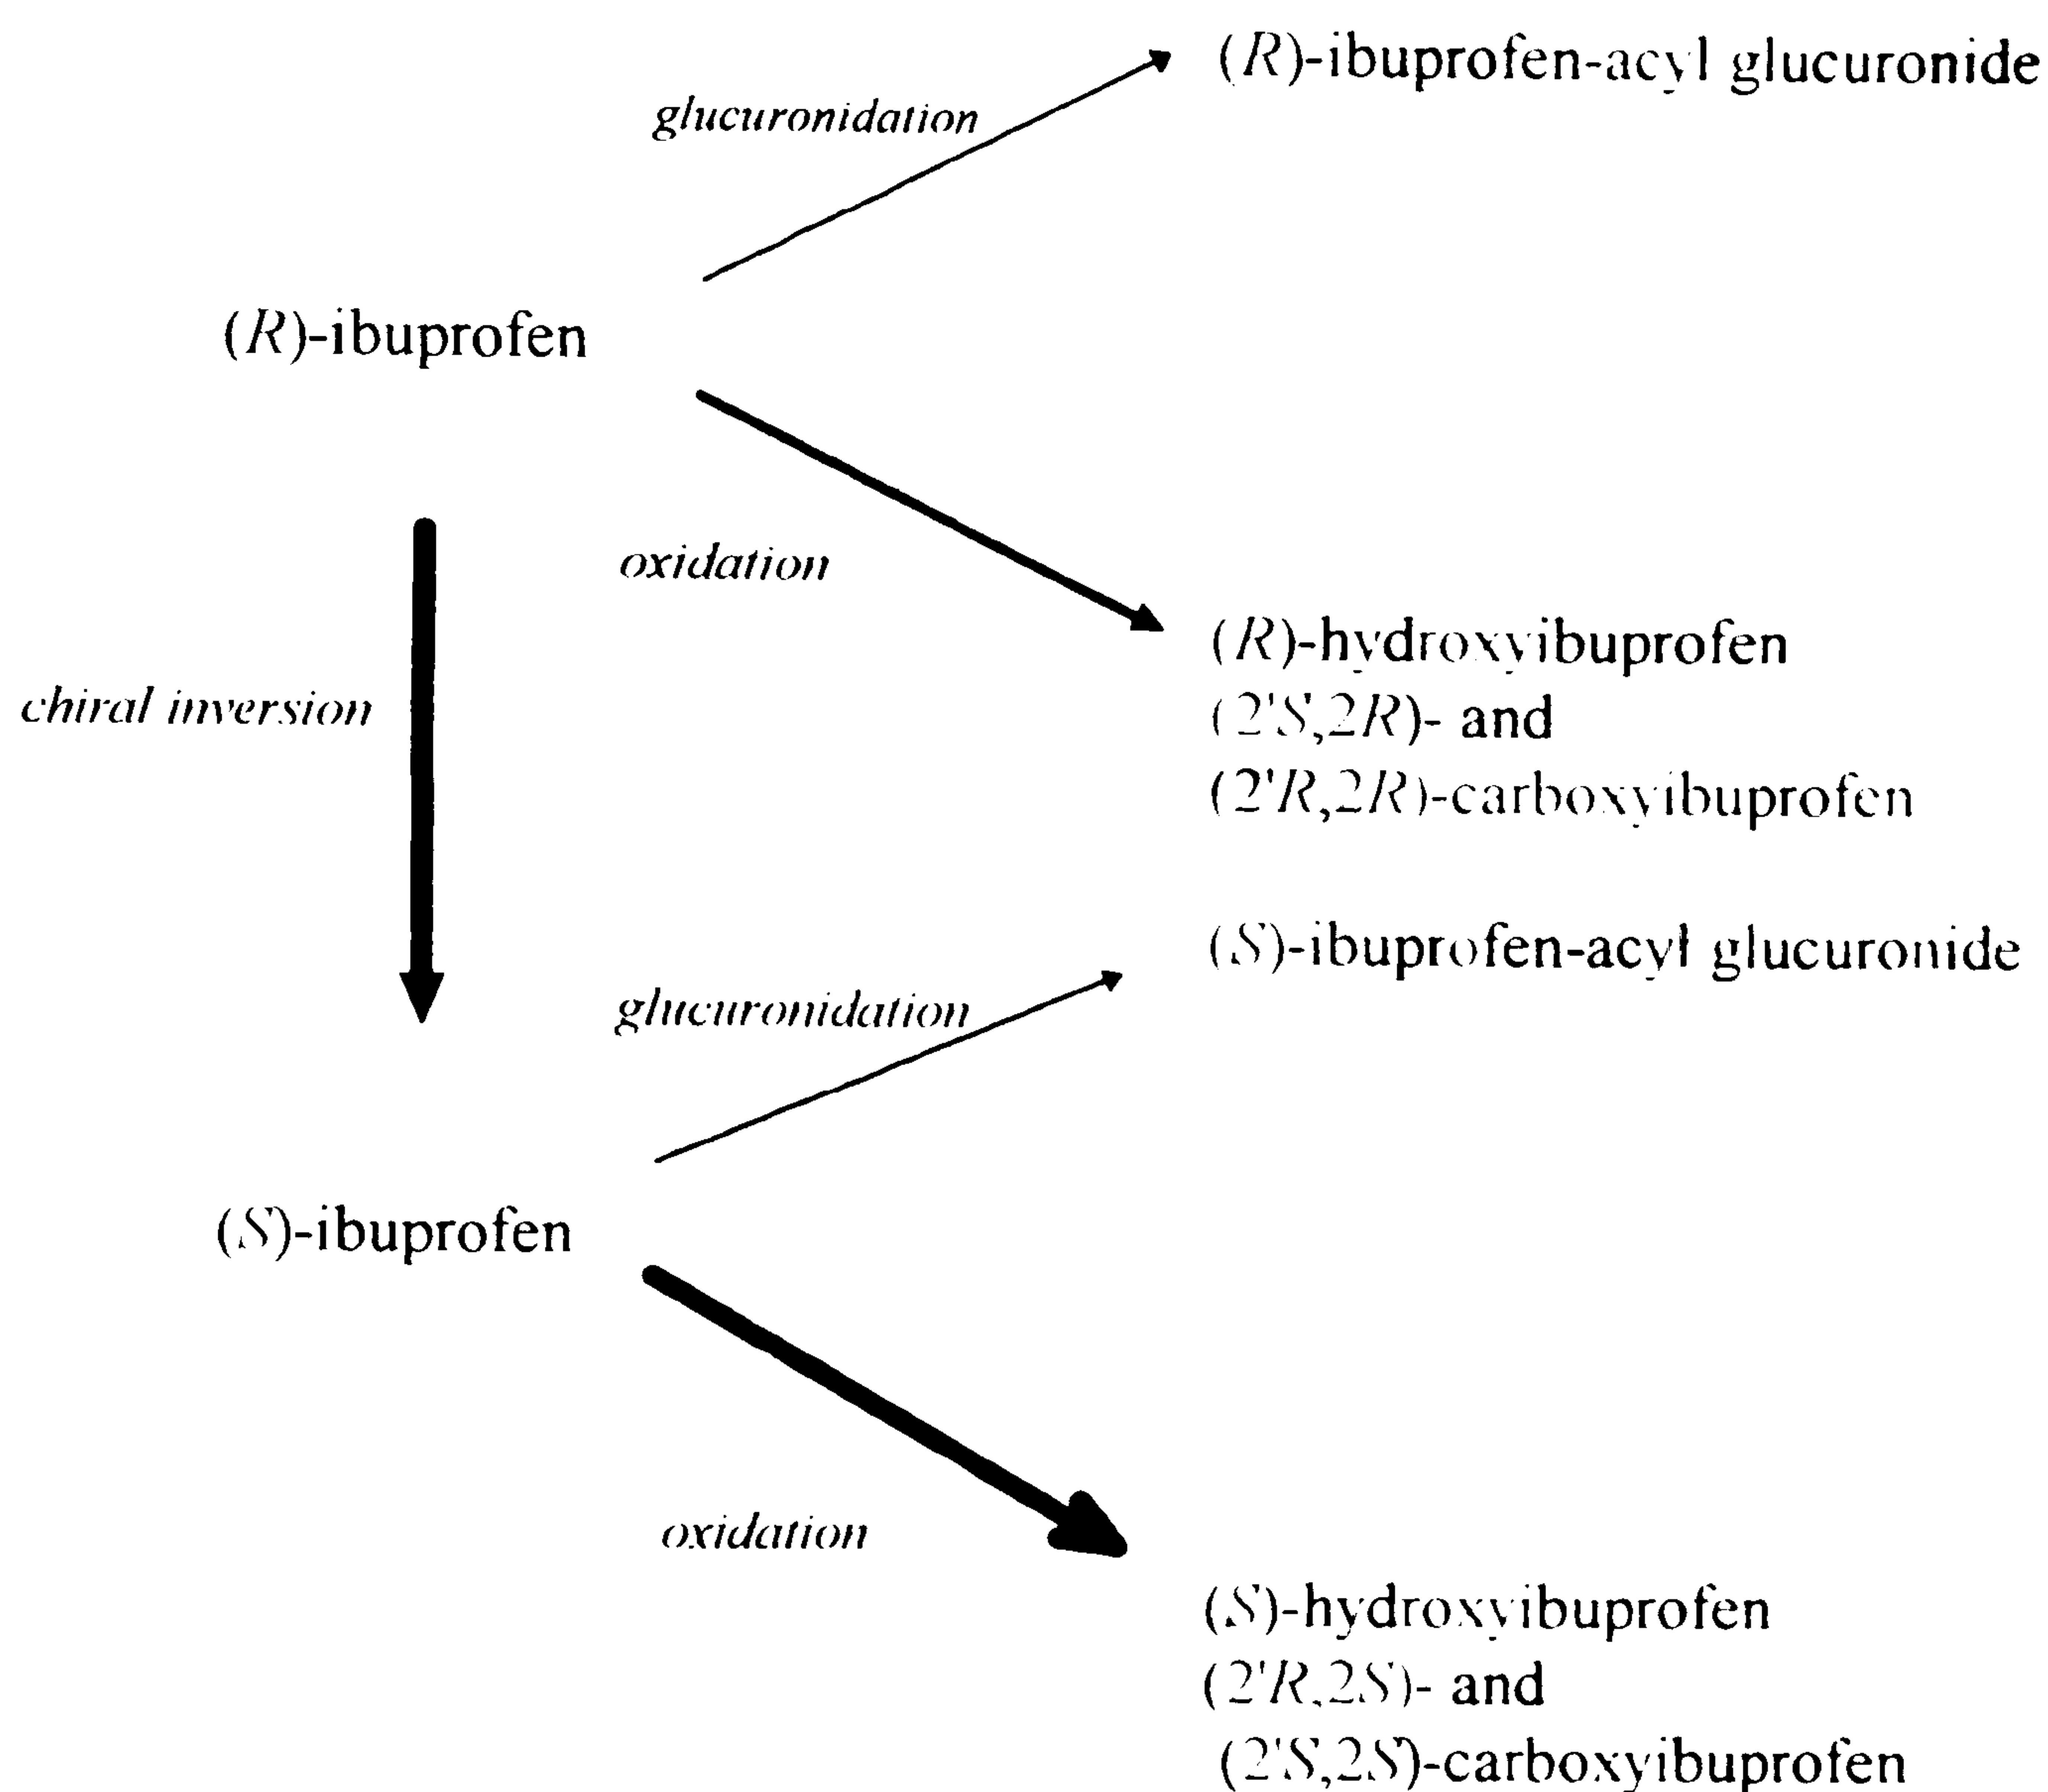 (R)-ibuprofen-acyl glucuronide
glucuronidation
(R)-ibuprofen
oxidation
(R)-hydroxyibuprofen
chiral inversion
(2'S,2R)- and
(2'R,2R)-carboxyibuprofen
(S)-ibuprofen-acyl glucuronide
glucuronidation
(S)-ibuprofen
oxidation
(S)-hydroxyibuprofen
(2'R,2S)- and
(2'S,2S)-carboxyibuprofen